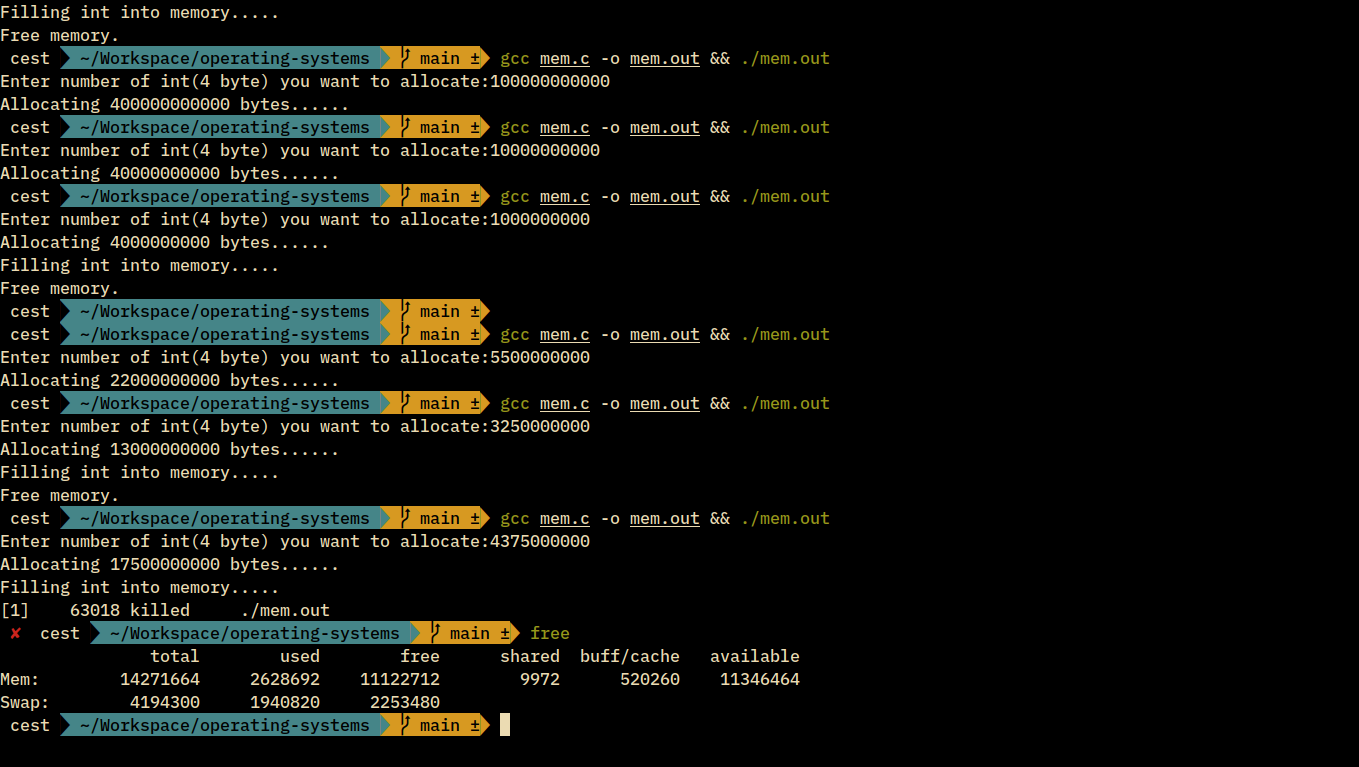 Filling int into memory.....
Free memory.
cest ~/Workspace/operating-systems main ± gcc mem.c -o mem.out && ./mem.out
Enter number of int(4 byte) you want to allocate:100000000000
Allocating 400000000000 bytes......
cest ~/Workspace/operating-systems main ± gcc mem.c -o mem.out && ./mem.out
Enter number of int(4 byte) you want to allocate:10000000000
Allocating 40000000000 bytes......
cest ~/Workspace/operating-systems main ± gcc mem.c -o mem.out && ./mem.out
Enter number of int(4 byte) you want to allocate:1000000000
Allocating 4000000000 bytes......
Filling int into memory.....
Free memory.
cest ~/Workspace/operating-systems main ±
cest ~/Workspace/operating-systems main ± gcc mem.c -o mem.out && ./mem.out
Enter number of int(4 byte) you want to allocate:5500000000
Allocating 22000000000 bytes......
cest ~/Workspace/operating-systems main ± gcc mem.c -o mem.out && ./mem.out
Enter number of int(4 byte) you want to allocate:3250000000
Allocating 13000000000 bytes......
Filling int into memory.....
Free memory.
cest ~/Workspace/operating-systems main ± gcc mem.c -o mem.out && ./mem.out
Enter number of int(4 byte) you want to allocate:4375000000
Allocating 17500000000 bytes......
Filling int into memory.....
[1]    63018 killed     ./mem.out
✘ cest ~/Workspace/operating-systems main ± free
total        used        free      shared  buff/cache   available
Mem:        14271664     2628692    11122712        9972      520260    11346464
Swap:        4194300     1940820     2253480
cest ~/Workspace/operating-systems main ±